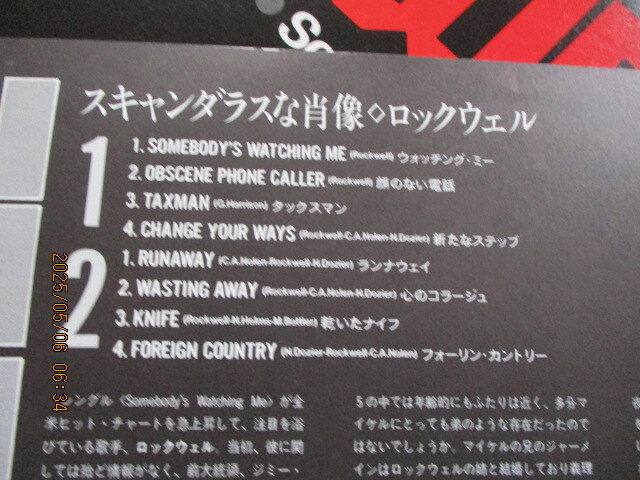 スキャンダラスな肖像◇ロックウェル
1
1. SOMEBODY'S WATCHING ME (Rockwell) ウォッチング・ミー
2. OBSCENE PHONE CALLER (Rockwell) 顔のない電話
3. TAXMAN (G.Harrison) タックスマン
4. CHANGE YOUR WAYS (Rockwell-C.A.Nolen-N.Dozier) 新たなステップ
2
1. RUNAWAY (C.A.Nolen-Rockwell-N.Dozier) ランナウェイ
2. WASTING AWAY (Rockwell-C.A.Nolen-N.Dozier) 心のコラージュ
3. KNIFE (Rockwell-N.Helms-M.Bottler) 乾いたナイフ
4. FOREIGN COUNTRY (N.Dozier-Rockwell-C.A.Nolen) フォーリン・カントリー
ングル〈Somebody's Watching Me〉が全
米ヒット・チャートを急上昇して、注目を浴
びている歌手、ロックウェル。当初、彼に関
しては殆ど情報がなく、前大統領、ジミー・
5の中では年齢的にもふたりは近く、多分マ
イケルにとっても弟のような存在だったので
はないでしょうか。マイケルの兄のジャーメ
インはロックウェルの姉と結婚しており義理
2025/05/06 06:34